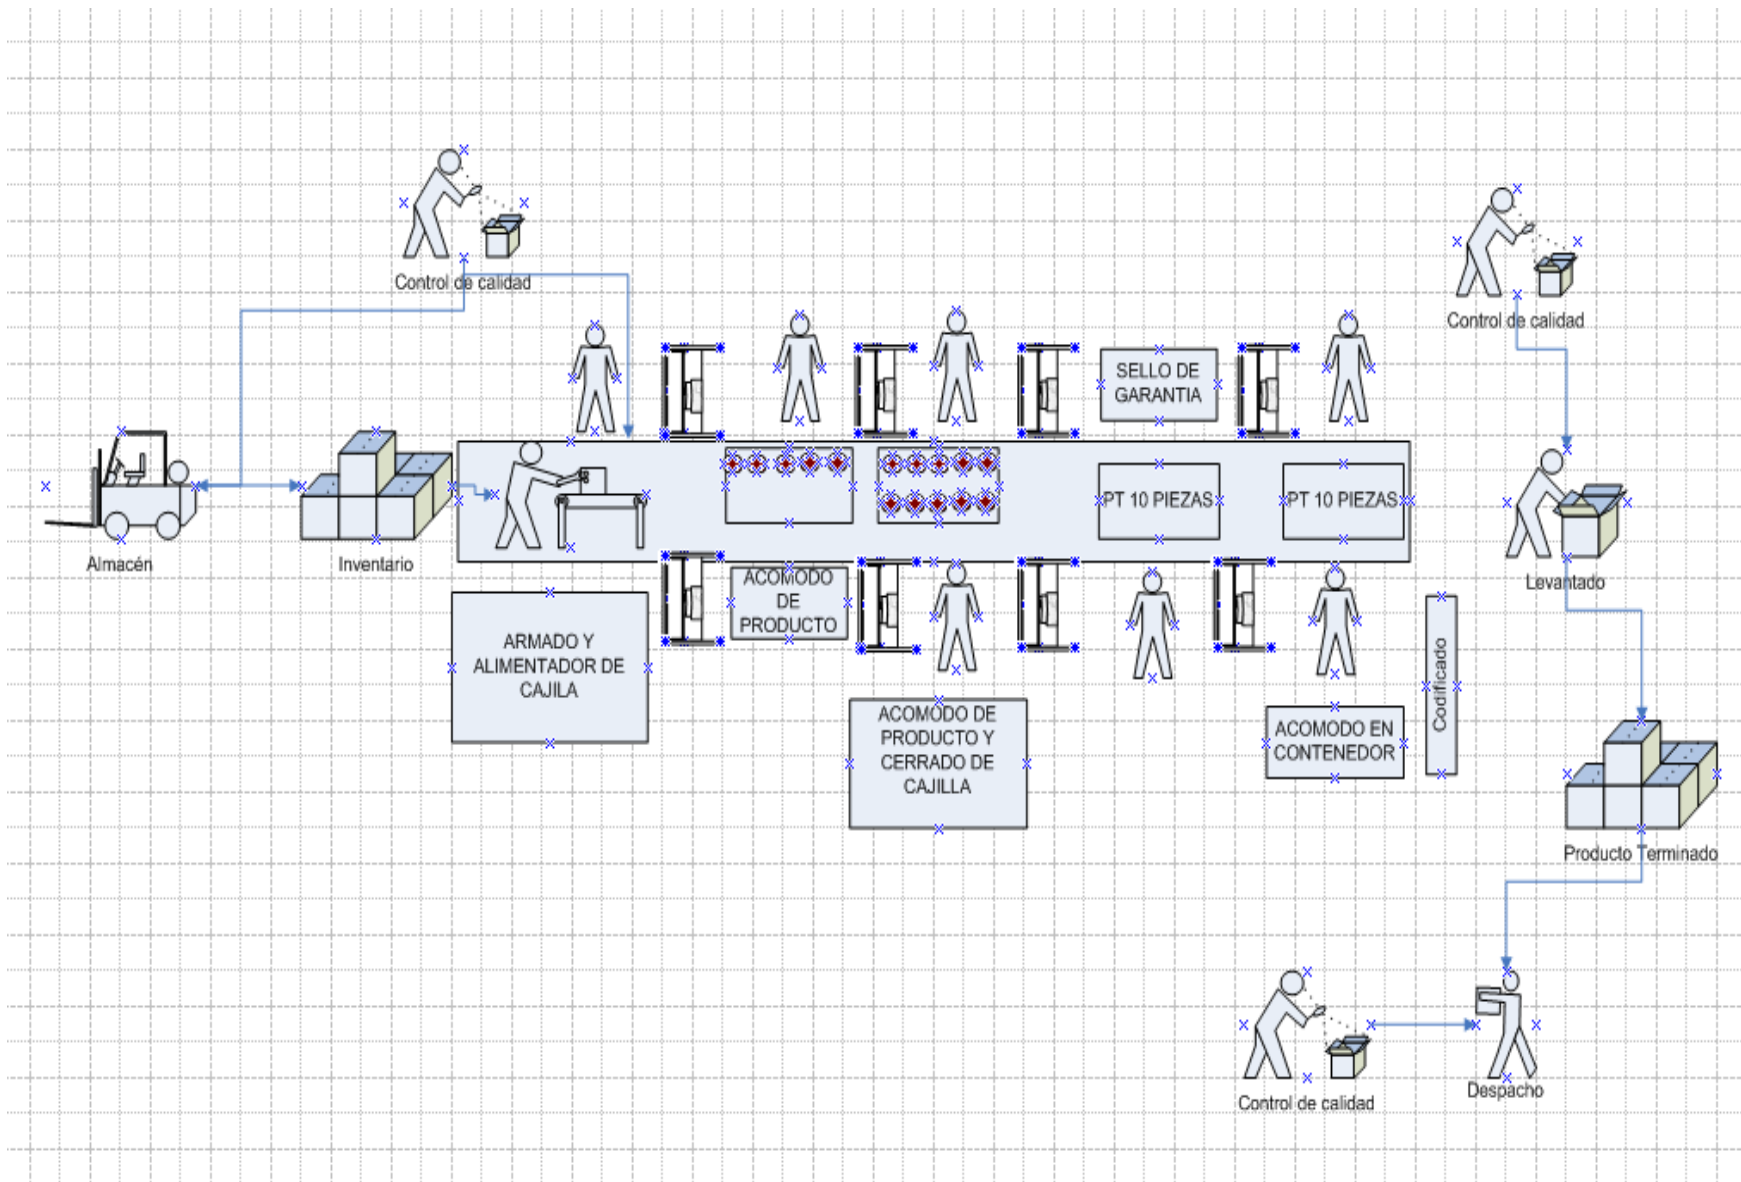 Control de calidad
Control de calidad
SELLO DE
GARANTIA
PT 10 PIEZAS
PT 10 PIEZAS
Almacén
Inventario
Levantado
ACOMODO
DE
PRODUCTO
ARMADO Y
ALIMENTADOR DE
CAJILA
Codificado
ACOMODO DE
PRODUCTO Y
CERRADO DE
CAJILLA
ACOMODO EN
CONTENEDOR
Producto Terminado
Despacho
Control de calidad